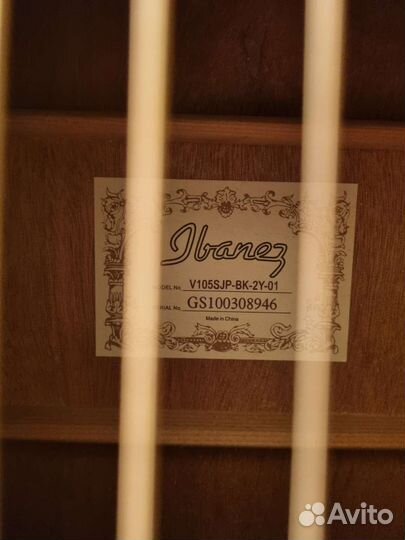 Ibanez
MODEL No. V105SJP-BK-2Y-01
SERIAL No. GS100308946
Made in China
Avito